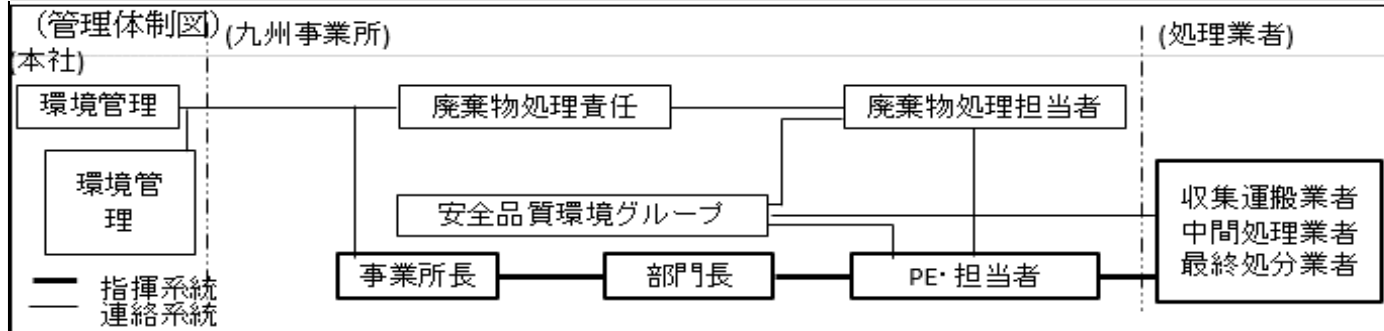 (管理体制図)
(九州事業所)
(処理業者)
(本社)
環境管理
廃棄物処理責任
廃棄物処理担当者
環境管
理
安全品質環境グループ
収集運搬業者
中間処理業者
最終処分業者
事業所長
部門長
PE・担当者
指揮系統
連絡系統